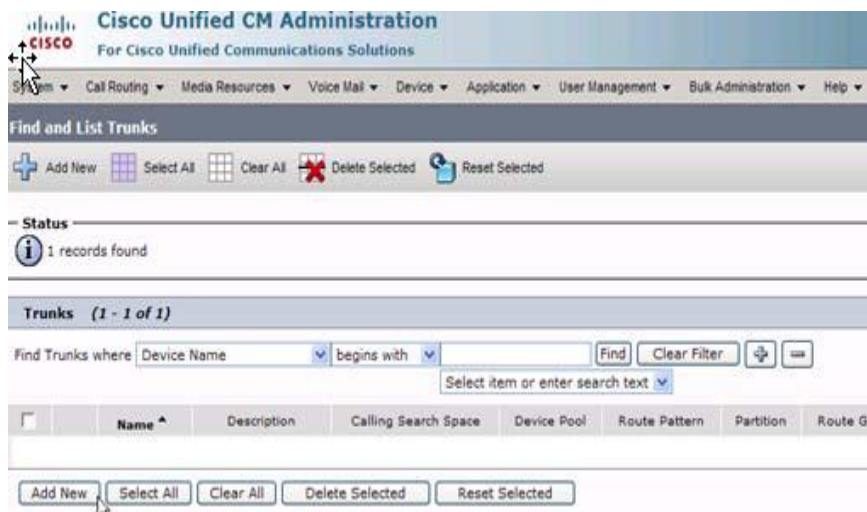 Cisco Unified CM Administration
CISCO
For Cisco Unified Communications Solutions
Call Routing Media Resources Voice Mail Device Application User Management Bulk Administration Help
Find and List Trunks
Add New Select All Clear All Delete Selected Reset Selected
Status
i 1 records found
Trunks (1 - 1 of 1)
Find Trunks where Device Name begins with Find Clear Filter
Select item or enter search text
Name Description Calling Search Space Device Pool Route Pattern Partition Route G
Add New Select All Clear All Delete Selected Reset Selected